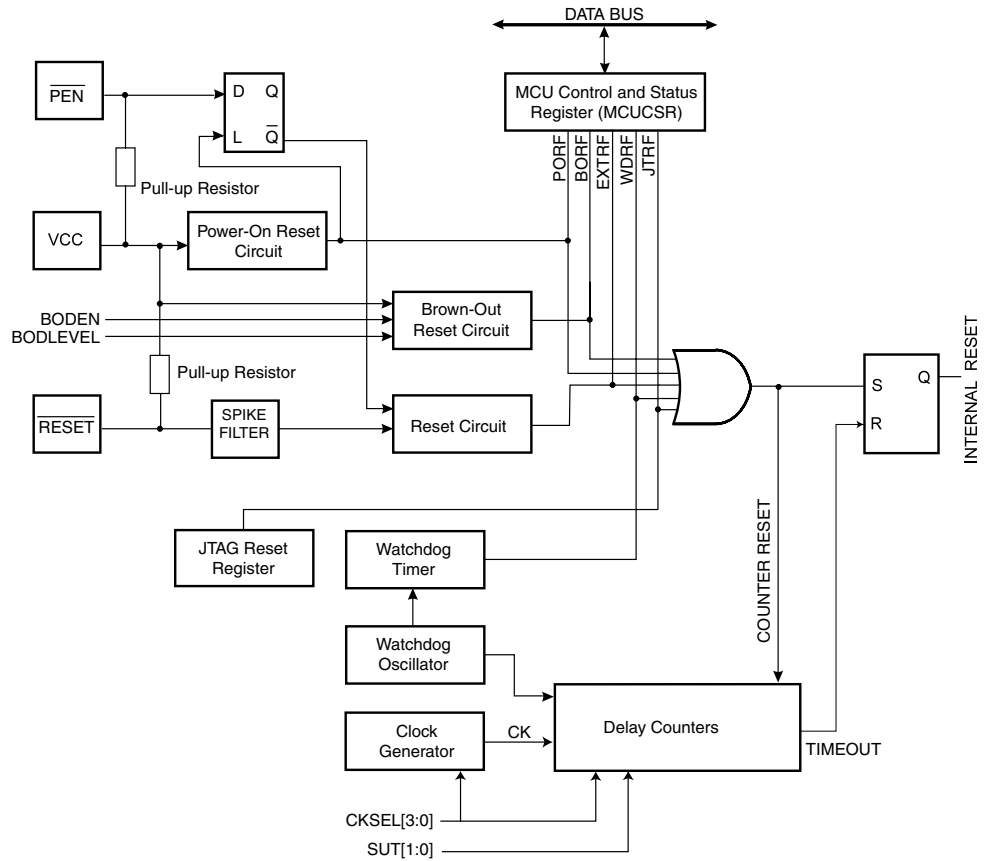 DATA BUS
PEN
D Q
L Q
MCU Control and Status
Register (MCUCSR)
PORF
BORF
EXTRF
WDRF
JTRF
Pull-up Resistor
VCC
Power-On Reset
Circuit
BODEN
BODLEVEL
Brown-Out
Reset Circuit
Pull-up Resistor
RESET
SPIKE
FILTER
Reset Circuit
S
Q
R
INTERNAL RESET
JTAG Reset
Register
Watchdog
Timer
COUNTER RESET
Watchdog
Oscillator
Clock
Generator
CK
Delay Counters
TIMEOUT
CKSEL[3:0]
SUT[1:0]